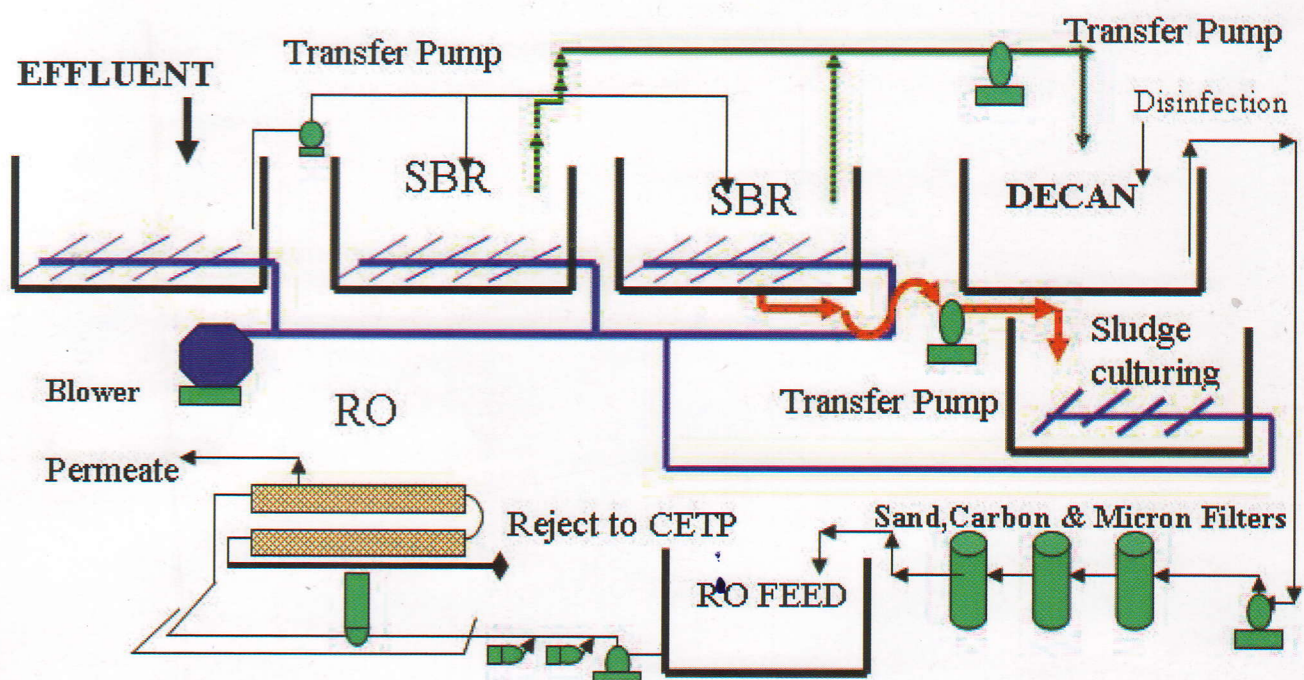 Transfer Pump
Transfer Pump
EFFLUENT
Disinfection
SBR
SBR
DECAN
Sludge
culturing
Blower
RO
Transfer Pump
Permeate
Reject to CETP
Sand,Carbon & Micron Filters
RO FEED